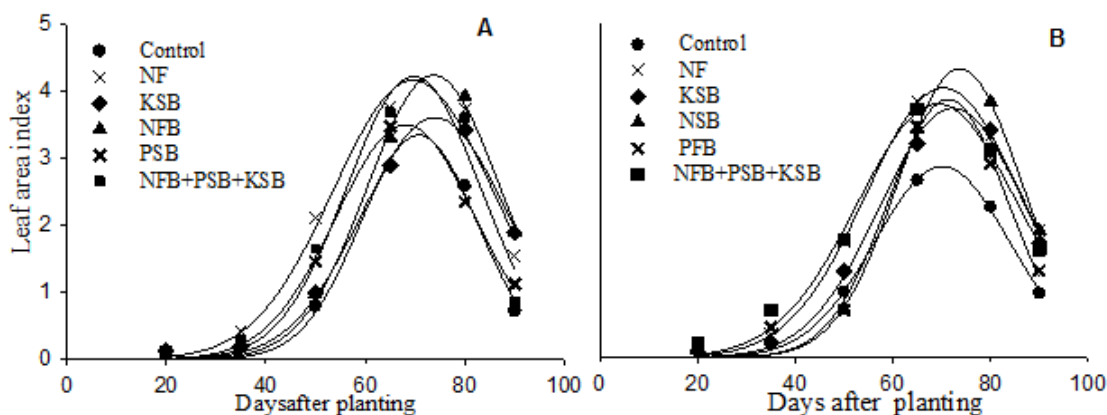 A
Control
NF
KSB
NFB
PSB
NFB+PSB+KSB
Leaf area index
5
4
3
2
1
0
0 20 40 60 80 100
Daysafter planting
B
Control
NF
KSB
NSB
PFB
NFB+PSB+KSB
0 20 40 60 80 100
Days after planting